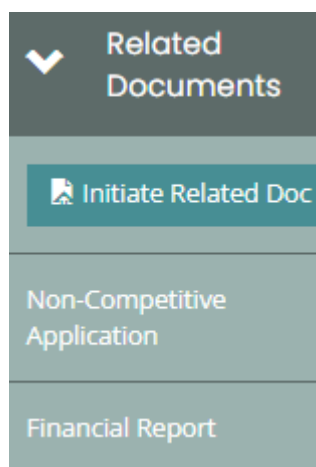 Related
Documents
Initiate Related Doc
Non-Competitive
Application
Financial Report